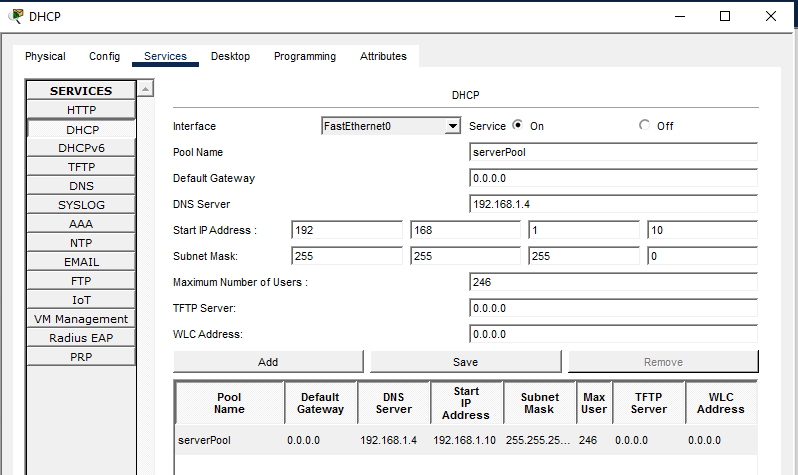 DHCP
Physical Config Services Desktop Programming Attributes
SERVICES
HTTP
DHCP
DHCPv6
TFTP
DNS
SYSLOG
AAA
NTP
EMAIL
FTP
IoT
VM Management
Radius EAP
PRP
DHCP
Interface FastEthernet0 Service On Off
Pool Name serverPool
Default Gateway 0.0.0.0
DNS Server 192.168.1.4
Start IP Address : 192 168 1 10
Subnet Mask: 255 255 255 0
Maximum Number of Users : 246
TFTP Server: 0.0.0.0
WLC Address: 0.0.0.0
Add Save Remove
Pool Name Default Gateway DNS Server Start IP Address Subnet Mask Max User TFTP Server WLC Address
serverPool 0.0.0.0 192.168.1.4 192.168.1.10 255.255.25... 246 0.0.0.0 0.0.0.0